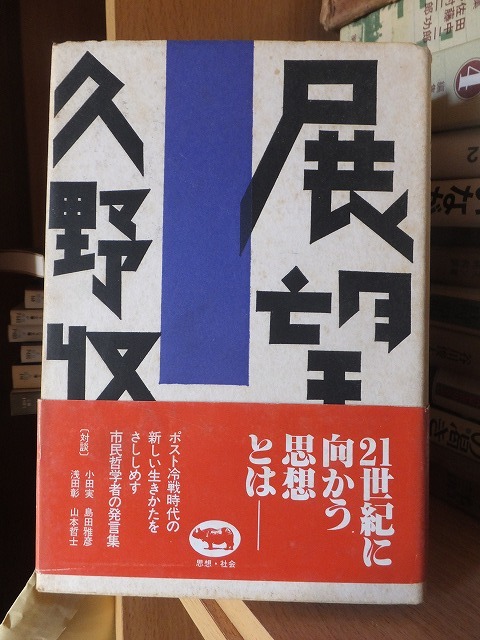 展望
久野収
21世紀に
向かう
思想
とは――
ポスト冷戦時代の
新しい生きかたを
さししめす
市民哲学者の発言集
[対談]
小田実 島田雅彦
浅田彰 山本哲士
思想・社会